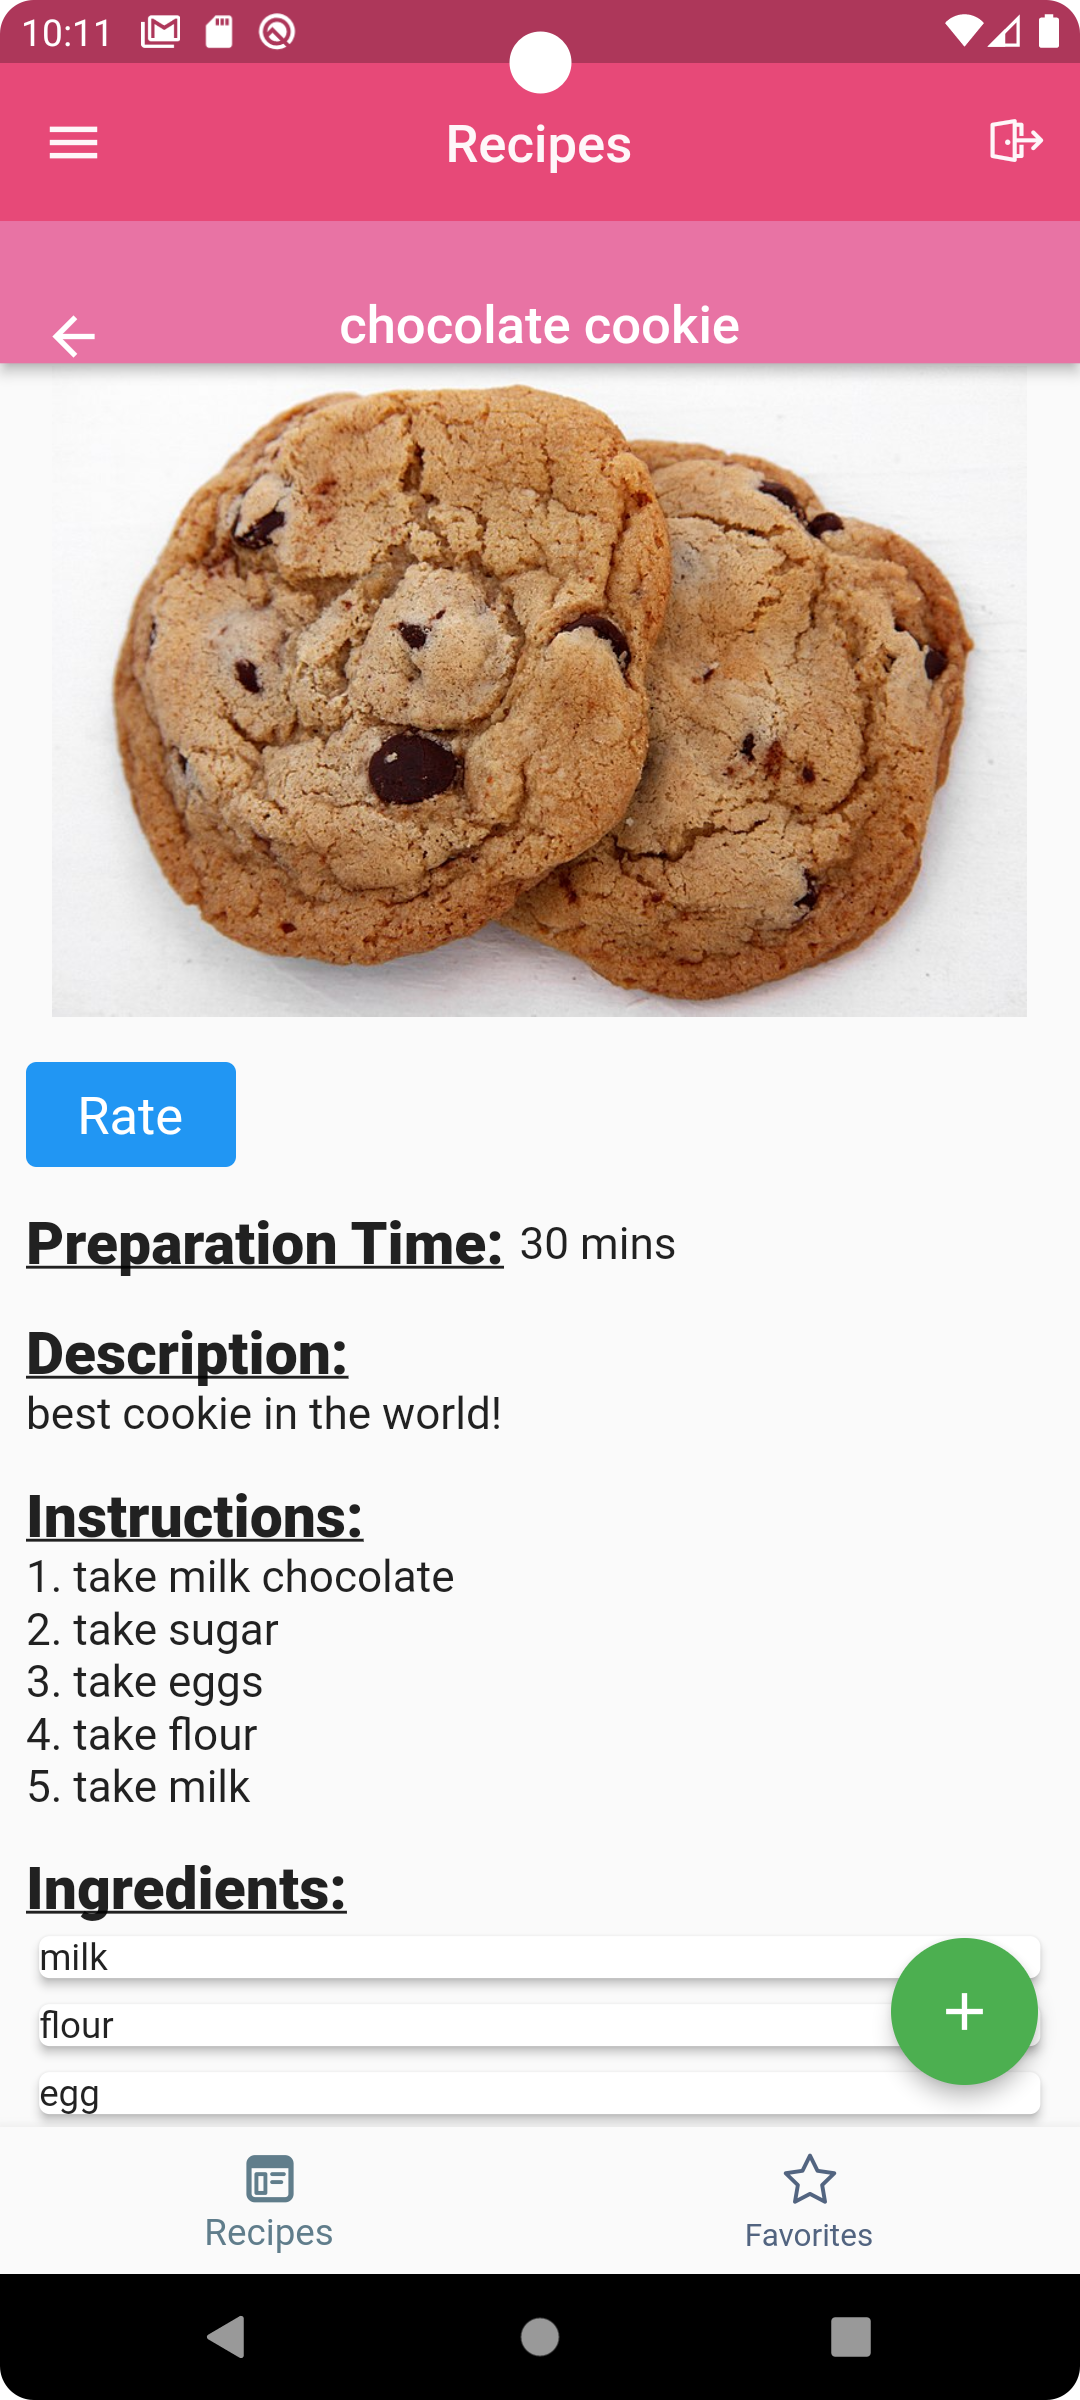 10:11
Recipes
chocolate cookie
Rate
Preparation Time: 30 mins
Description:
best cookie in the world!
Instructions:
1. take milk chocolate
2. take sugar
3. take eggs
4. take flour
5. take milk
Ingredients:
milk
flour
egg
Recipes
Favorites